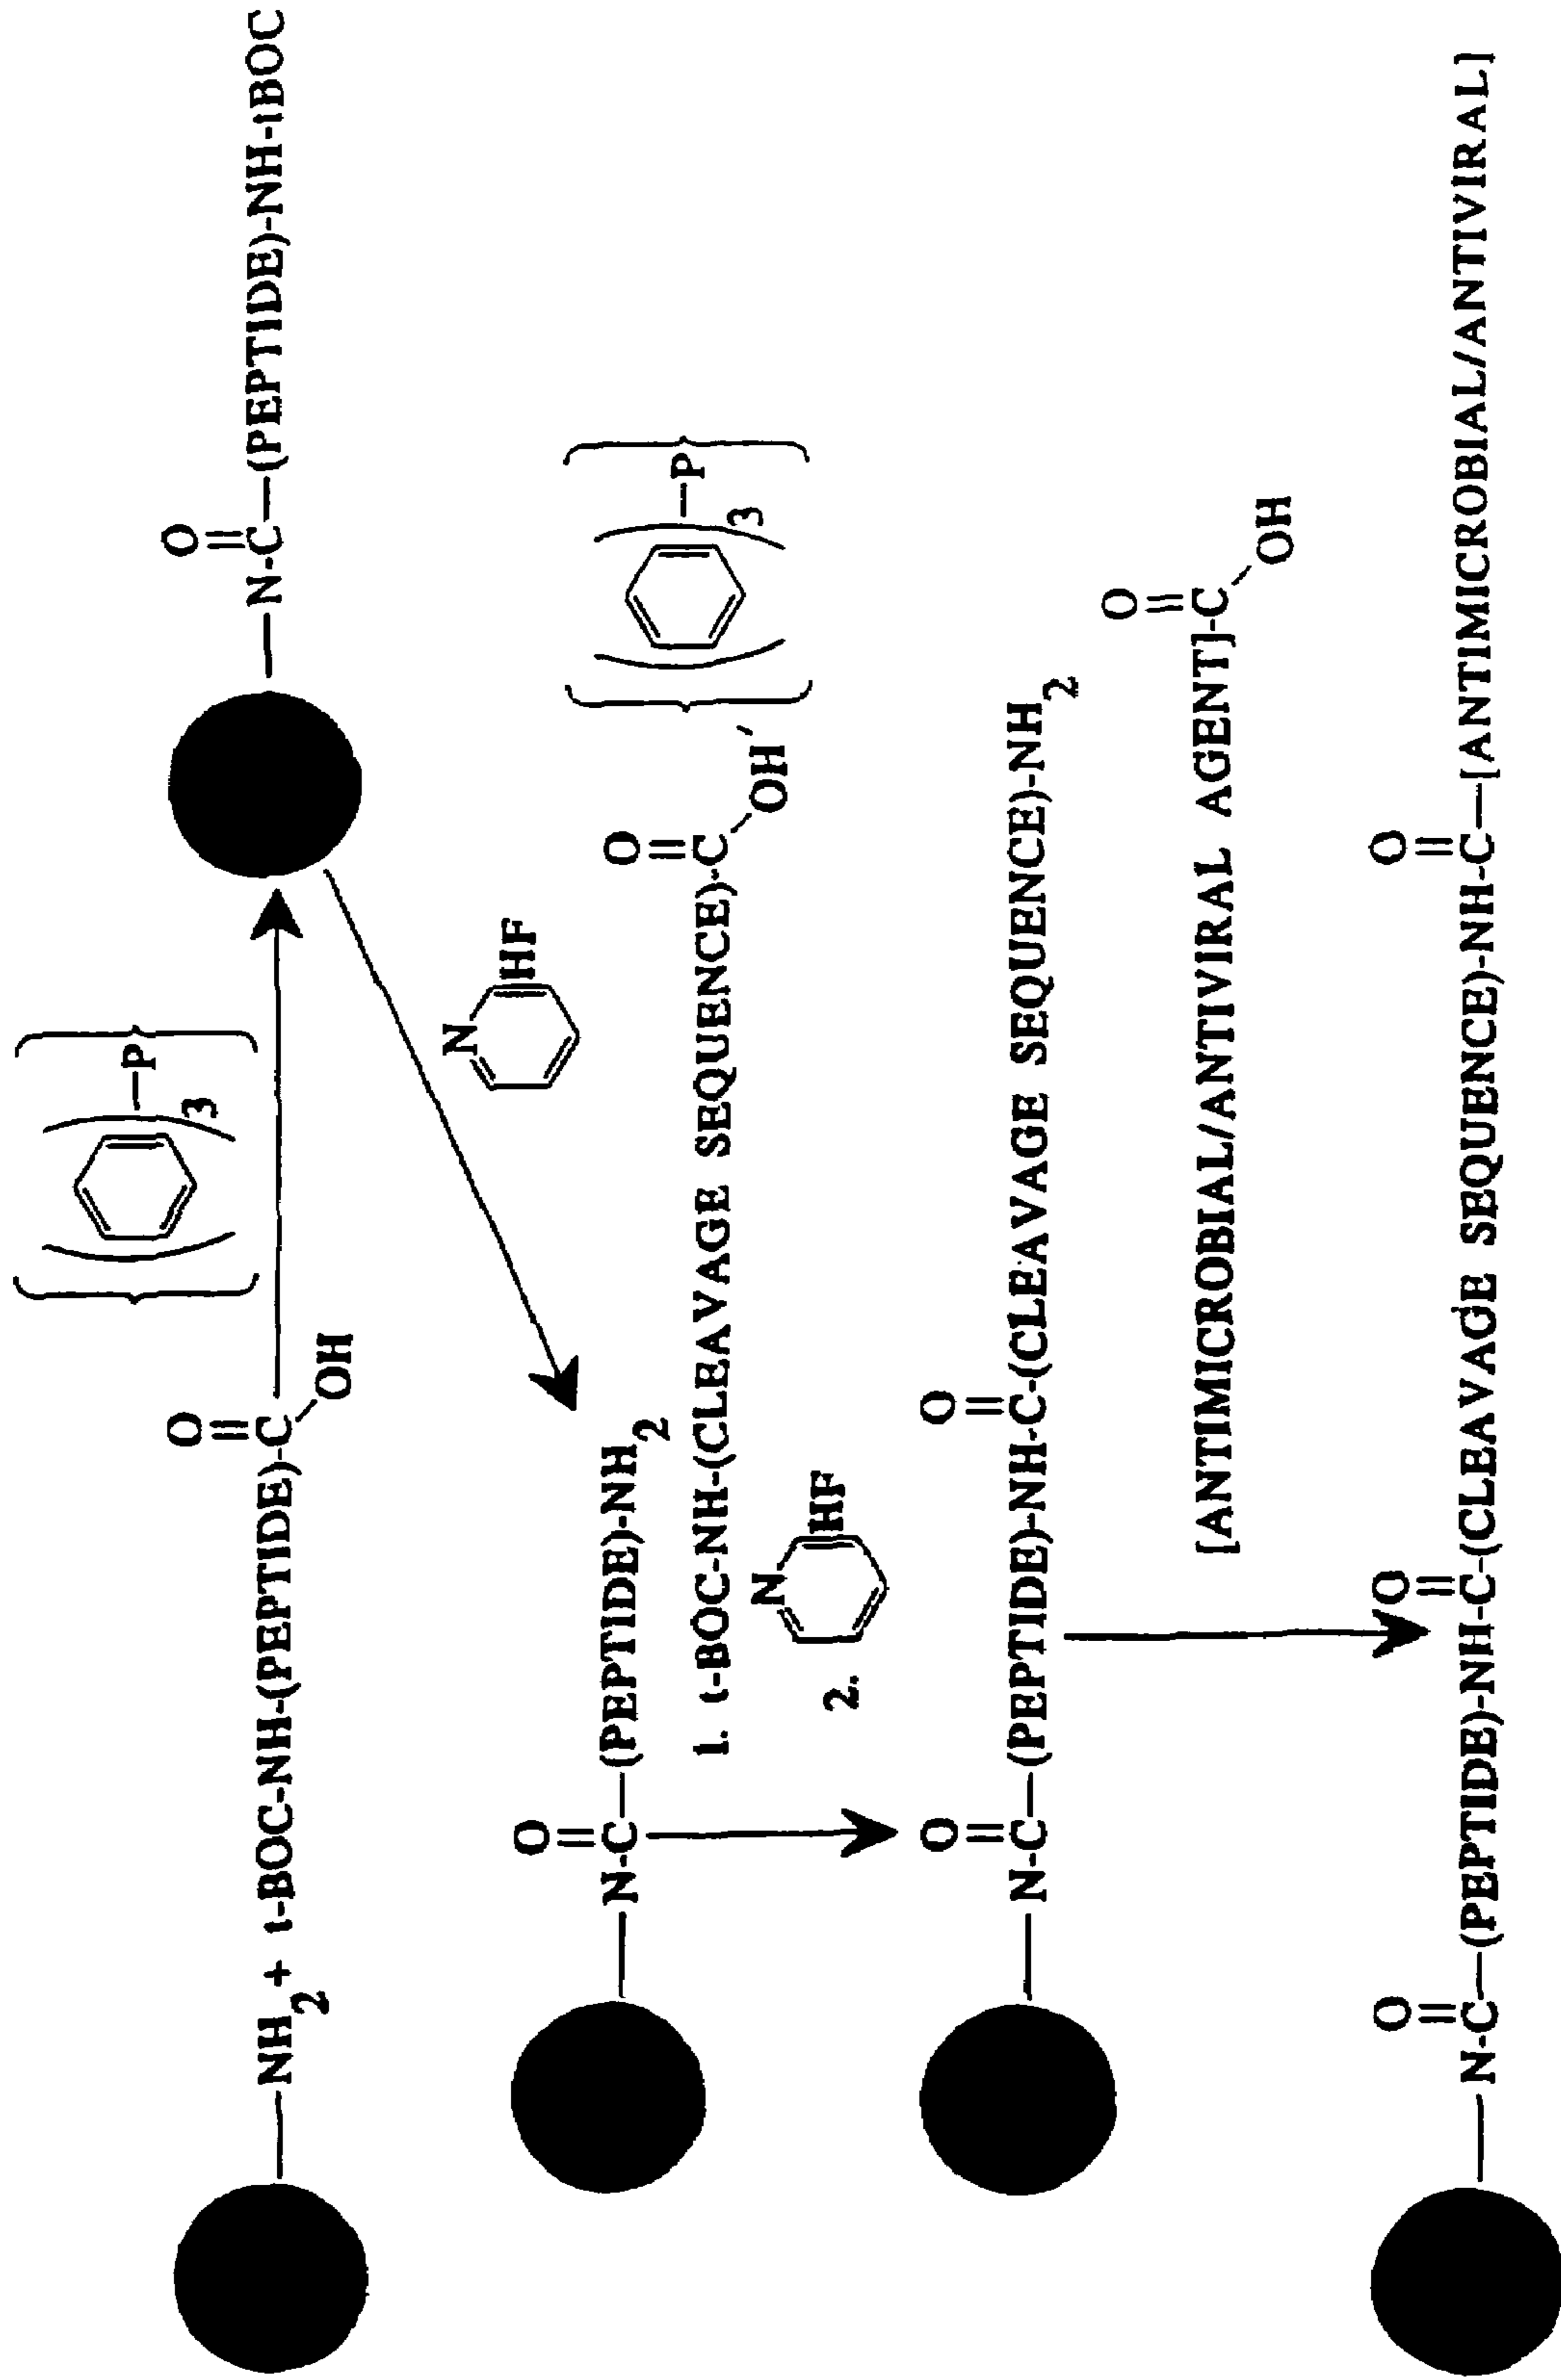 O O
( )3-P
NH2 + t-BOC-NH-(PEPTIDE)-C N-C-(PEPTIDE)-NH-tBOC
OH
N
HF
O O
( )3-P
N-C-(PEPTIDE)-NH2
1. t-BOC-NH-(CLEAVAGE SEQUENCE)-C
OH
N
2. HF
O O
N-C-(PEPTIDE)-NH-C-(CLEAVAGE SEQUENCE)-NH2
O
[ANTIMICROBIAL/ANTIVIRAL AGENT]-C
OH
O O O
N-C-(PEPTIDE)-NH-C-(CLEAVAGE SEQUENCE)-NH-C-[ANTIMICROBIAL/ANTIVIRAL]